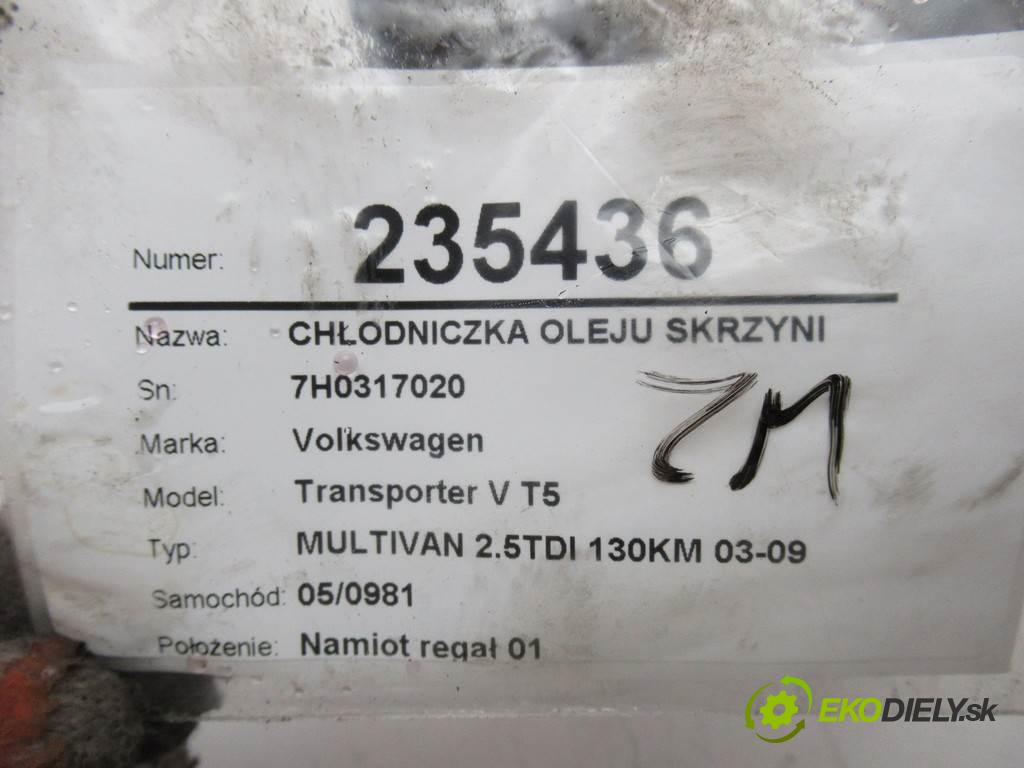 Numer: 235436
Nazwa: CHŁODNICZKA OLEJU SKRZYNI
Sn: 7H0317020
Marka: Volkswagen
Model: Transporter V T5
Typ: MULTIVAN 2.5TDI 130KM 03-09
Samochód: 05/0981
Położenie: Namiot regał 01
ZM
EKODIELY.sk